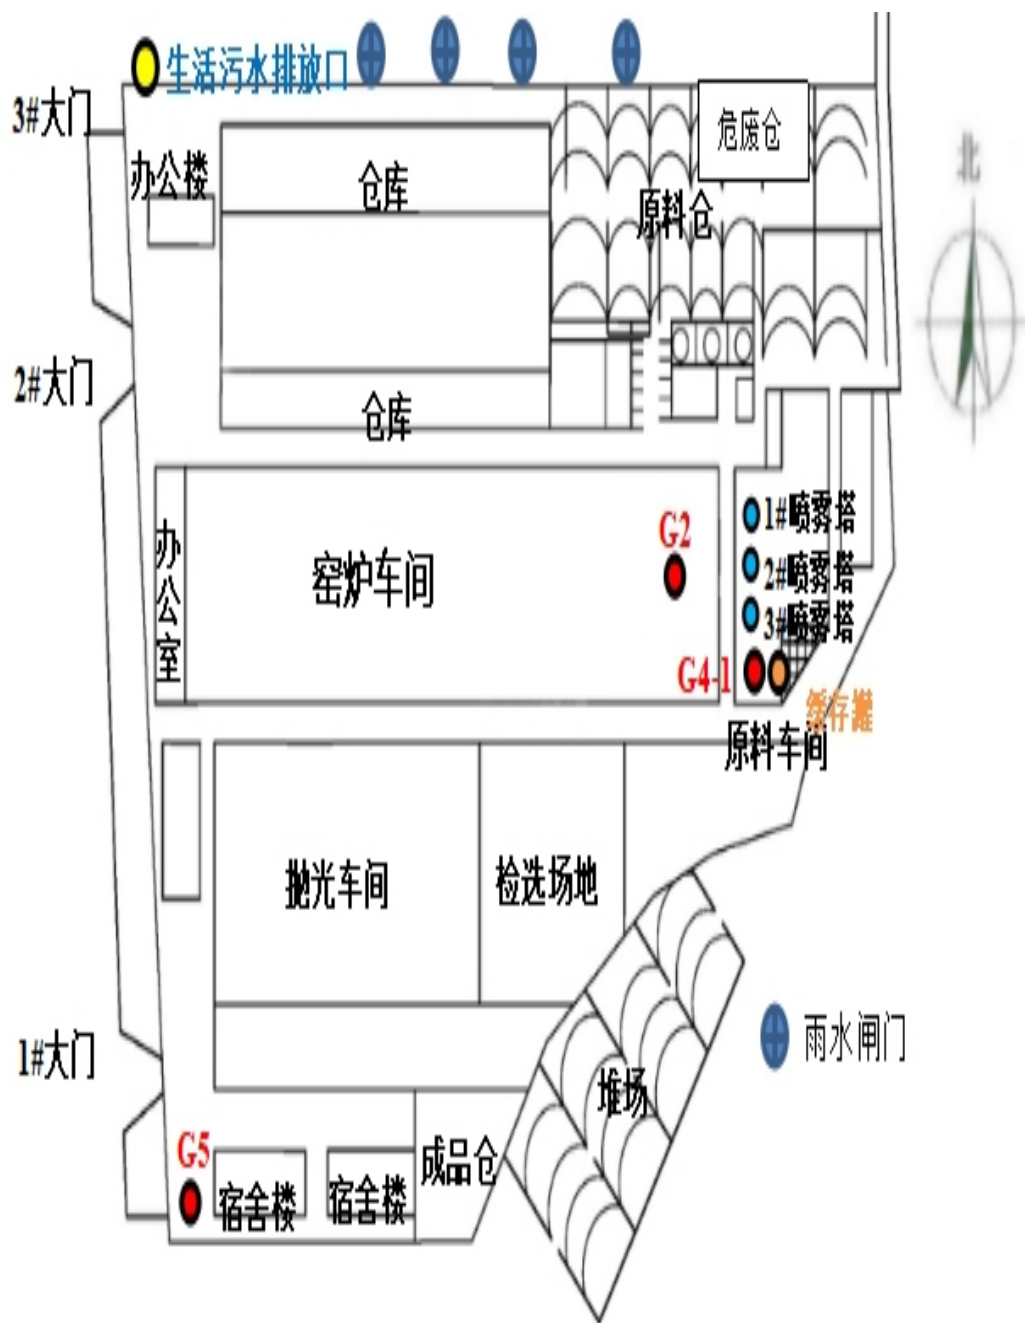 生活污水排放口
3#大门
危废仓
北
办公楼
仓库
原料仓
2#大门
仓库
1#喷雾塔
G2
办公室
窑炉车间
2#喷雾塔
3#喷雾塔
G4-1
缓存罐
原料车间
抛光车间
检选场地
雨水闸门
1#大门
堆场
G5
成品仓
宿舍楼
宿舍楼